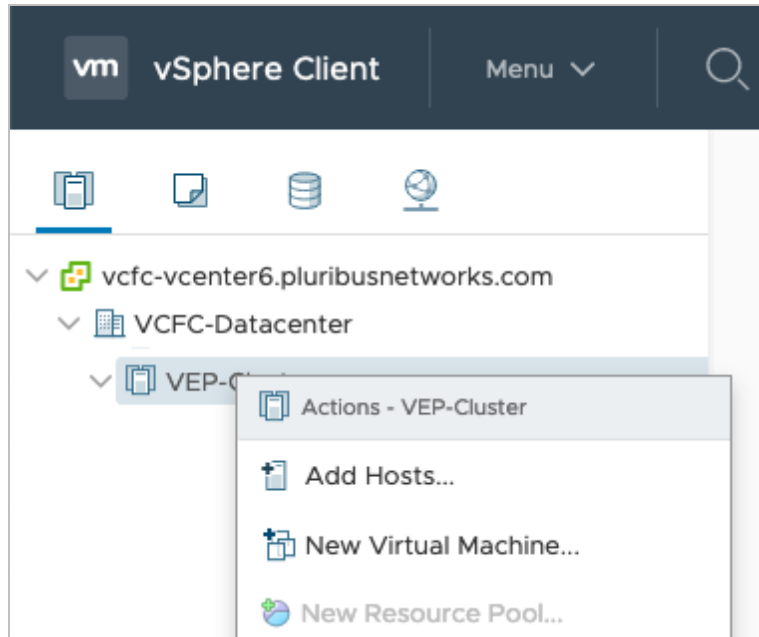 vm vSphere Client Menu
vcfc-vcenter6.pluribusnetworks.com
VCFC-Datacenter
VEP-
Actions - VEP-Cluster
Add Hosts...
New Virtual Machine...
New Resource Pool...